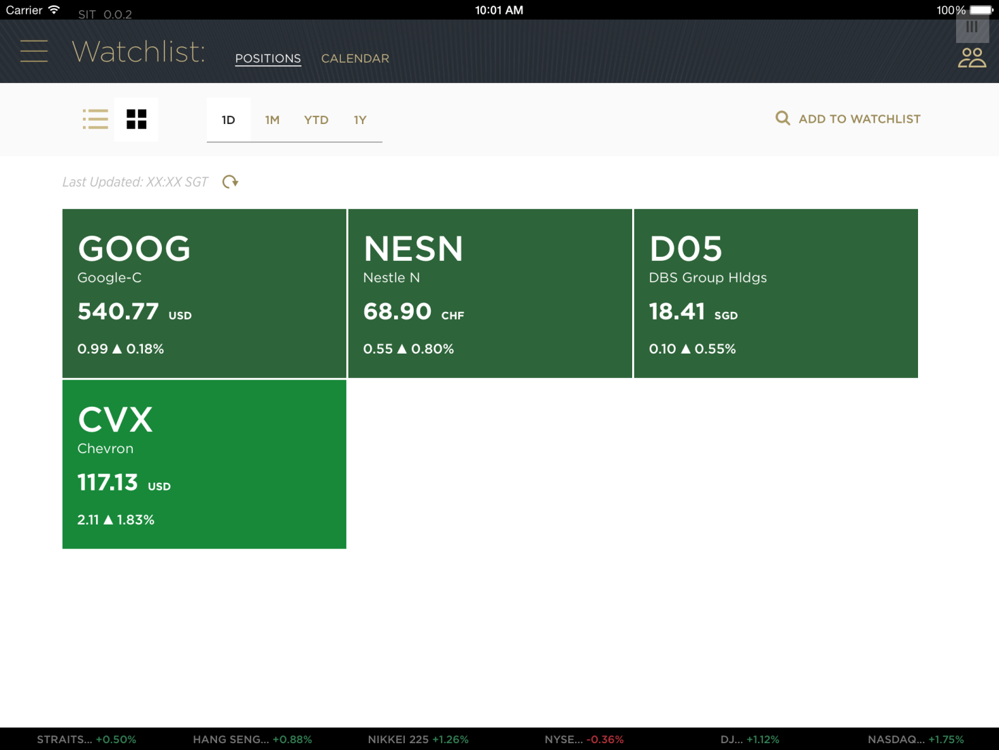 Carrier
SIT 0.0.2
10:01 AM
100%
Watchlist:
POSITIONS
CALENDAR
1D
1M
YTD
1Y
ADD TO WATCHLIST
Last Updated: XX:XX SGT
GOOG
Google-C
540.77 USD
0.99 ▲ 0.18%
NESN
Nestle N
68.90 CHF
0.55 ▲ 0.80%
D05
DBS Group Hldgs
18.41 SGD
0.10 ▲ 0.55%
CVX
Chevron
117.13 USD
2.11 ▲ 1.83%
STRAITS... +0.50%
HANG SENG... +0.88%
NIKKEI 225 +1.26%
NYSE... -0.36%
DJ... +1.12%
NASDAQ... +1.75%